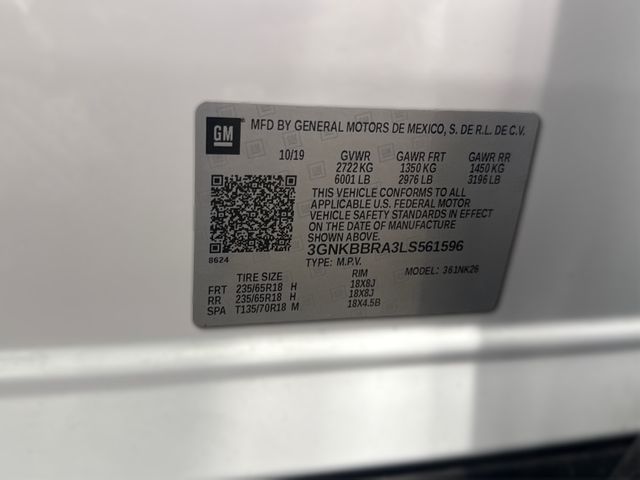 GM MFD BY GENERAL MOTORS DE MEXICO, S. DE R.L. DE C.V.
10/19 GVWR GAWR FRT GAWR RR
2722 KG 1350 KG 1450 KG
6001 LB 2976 LB 3196 LB
THIS VEHICLE CONFORMS TO ALL
APPLICABLE U.S. FEDERAL MOTOR
VEHICLE SAFETY STANDARDS IN EFFECT
ON THE DATE OF MANUFACTURE
SHOWN ABOVE.
3GNKBBRA3LS561596
8624 TYPE: M.P.V. MODEL: 361NK26
TIRE SIZE RIM
FRT 235/65R18 H 18X8J
RR 235/65R18 H 18X8J
SPA T135/70R18 M 18X4.5B